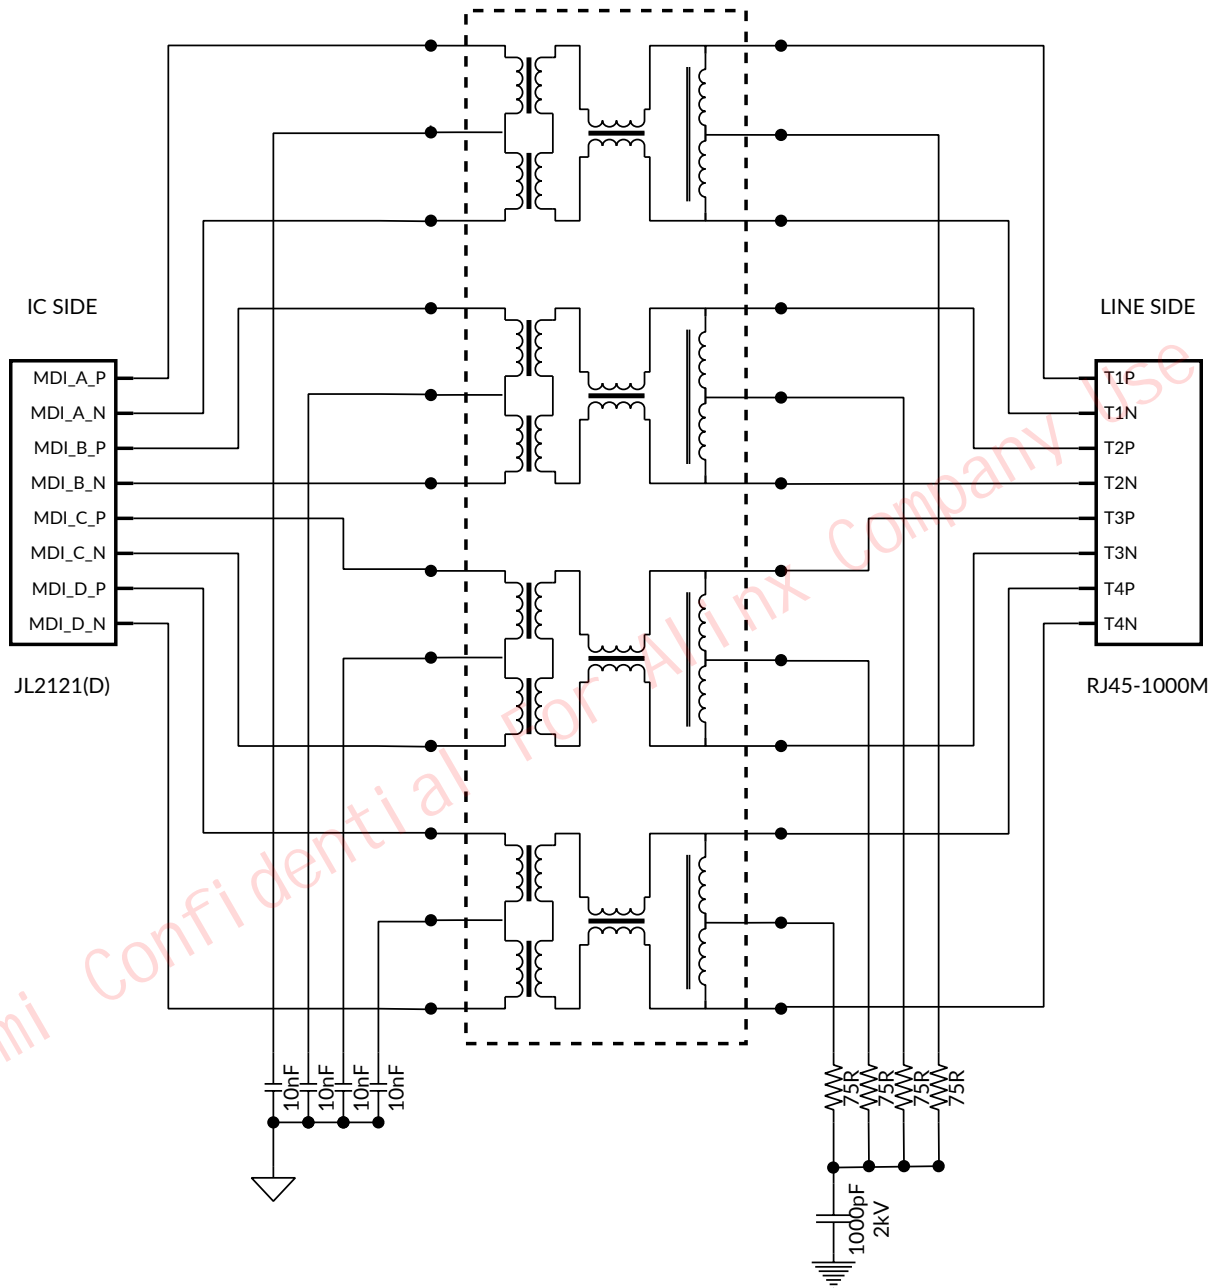 IC SIDE
MDI_A_P
MDI_A_N
MDI_B_P
MDI_B_N
MDI_C_P
MDI_C_N
MDI_D_P
MDI_D_N
JL2121(D)
LINE SIDE
T1P
T1N
T2P
T2N
T3P
T3N
T4P
T4N
RJ45-1000M
10nF
10nF
10nF
10nF
75R
75R
75R
75R
1000pF
2kV
mi Confidential For Alinx Company Use